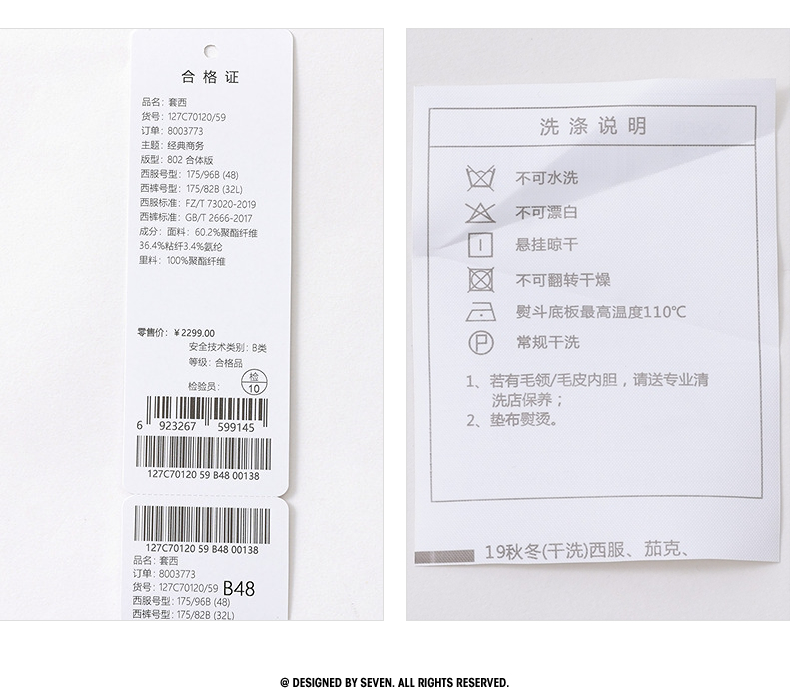 合格证
品名：套西
货号：127C70120/59
订单：8003773
主题：经典商务
版型：802 合体版
西服号型：175/96B (48)
西裤号型：175/82B (32L)
西服标准：FZ/T 73020-2019
西裤标准：GB/T 2666-2017
成分：面料：60.2%聚酯纤维
36.4%粘纤3.4%氨纶
里料：100%聚酯纤维
零售价：￥2299.00
安全技术类别：B类
等级：合格品
检验员：检 10
6 923267 599145
127C70120 59 B48 00138
127C70120 59 B48 00138
品名：套西
订单：8003773
货号：127C70120/59 B48
西服号型：175/96B (48)
西裤号型：175/82B (32L)
洗涤说明
不可水洗
不可漂白
悬挂晾干
不可翻转干燥
熨斗底板最高温度110℃
P 常规干洗
1、若有毛领/毛皮内胆，请送专业清
洗店保养；
2、垫布熨烫。
19秋冬(干洗)西服、茄克、
@ DESIGNED BY SEVEN. ALL RIGHTS RESERVED.